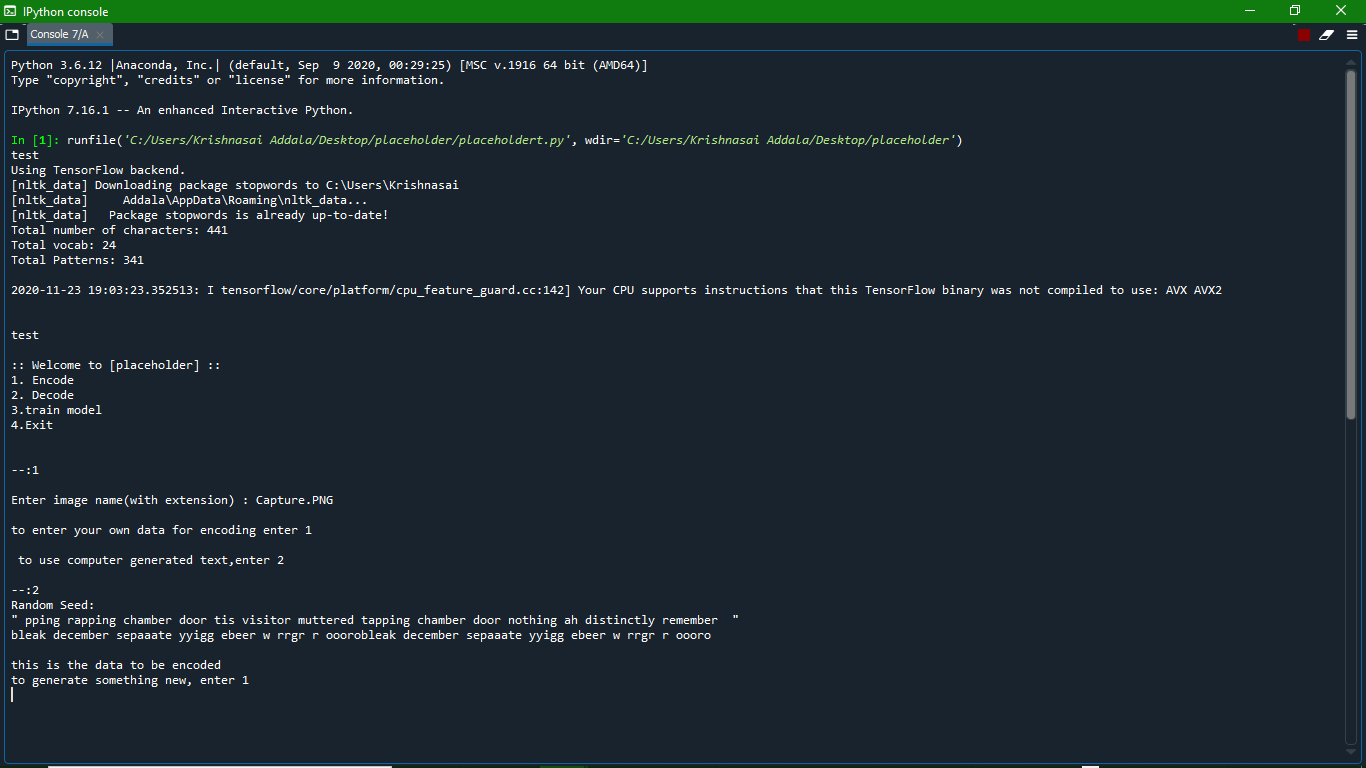 IPython console
Console 7/A
Python 3.6.12 |Anaconda, Inc.| (default, Sep  9 2020, 00:29:25) [MSC v.1916 64 bit (AMD64)]
Type "copyright", "credits" or "license" for more information.
IPython 7.16.1 -- An enhanced Interactive Python.
In [1]: runfile('C:/Users/Krishnasai Addala/Desktop/placeholder/placeholdert.py', wdir='C:/Users/Krishnasai Addala/Desktop/placeholder')
test
Using TensorFlow backend.
[nltk_data] Downloading package stopwords to C:\Users\Krishnasai
[nltk_data]     Addala\AppData\Roaming\nltk_data...
[nltk_data]   Package stopwords is already up-to-date!
Total number of characters: 441
Total vocab: 24
Total Patterns: 341
2020-11-23 19:03:23.352513: I tensorflow/core/platform/cpu_feature_guard.cc:142] Your CPU supports instructions that this TensorFlow binary was not compiled to use: AVX AVX2
test
:: Welcome to [placeholder] ::
1. Encode
2. Decode
3.train model
4.Exit
--:1
Enter image name(with extension) : Capture.PNG
to enter your own data for encoding enter 1
to use computer generated text,enter 2
--:2
Random Seed:
" pping rapping chamber door tis visitor muttered tapping chamber door nothing ah distinctly remember  "
bleak december sepaaate yyigg ebeer w rrgr r ooorobleak december sepaaate yyigg ebeer w rrgr r oooro
this is the data to be encoded
to generate something new, enter 1